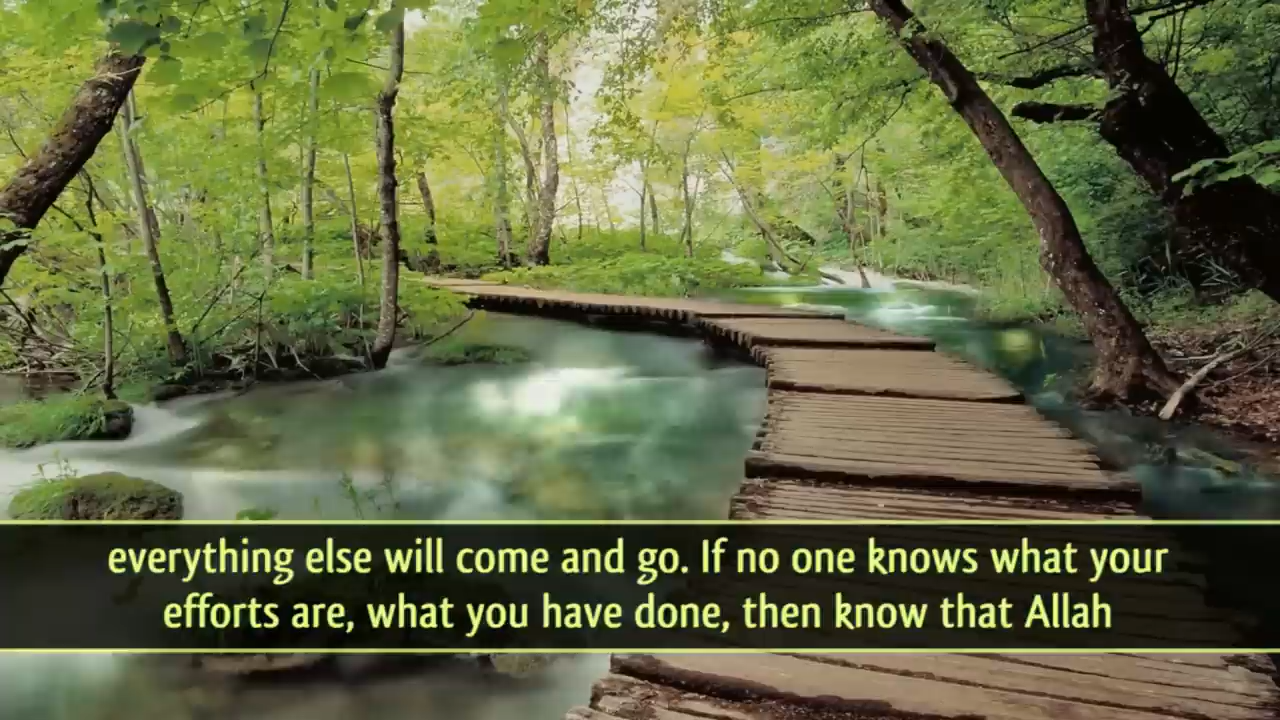 everything else will come and go. If no one knows what your
efforts are, what you have done, then know that Allah